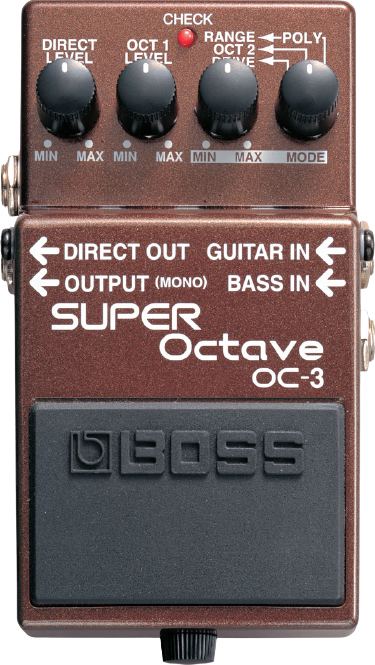 CHECK
DIRECT
LEVEL
OCT 1
LEVEL
RANGE
POLY
OCT 2
DRIVE
MIN MAX MIN MAX MIN MAX MODE
DIRECT OUT GUITAR IN
OUTPUT (MONO) BASS IN
SUPER
Octave
OC-3
BOSS